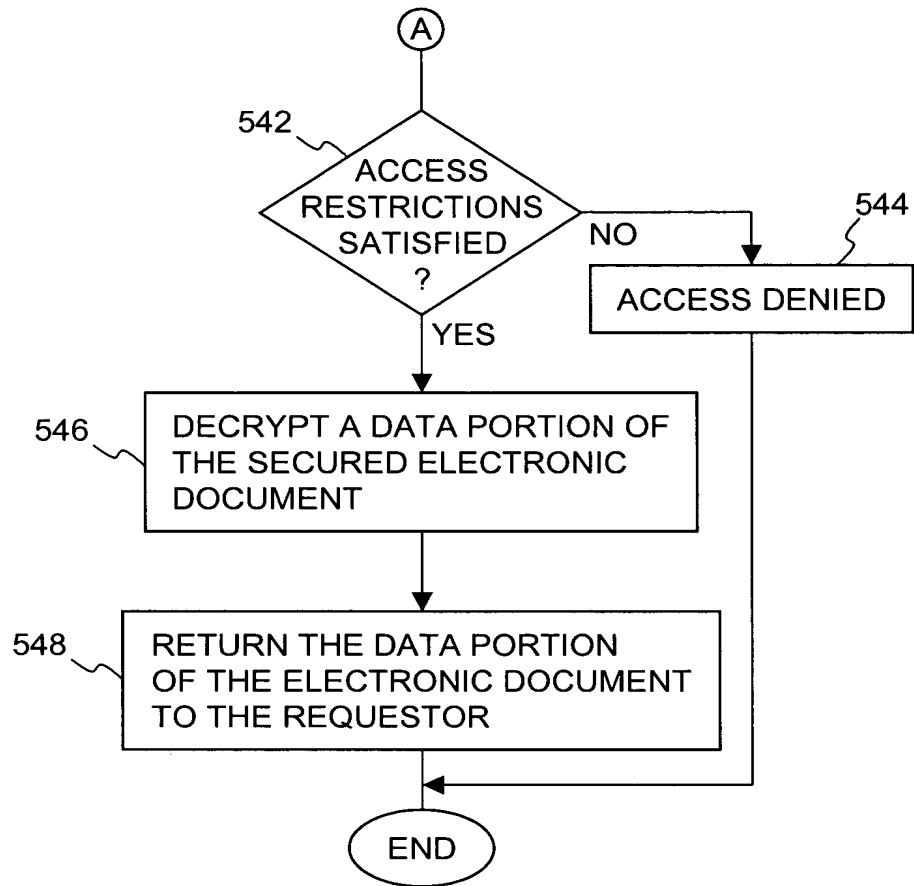 A
542
ACCESS
RESTRICTIONS
SATISFIED
?
NO
544
ACCESS DENIED
YES
546
DECRYPT A DATA PORTION OF
THE SECURED ELECTRONIC
DOCUMENT
548
RETURN THE DATA PORTION
OF THE ELECTRONIC DOCUMENT
TO THE REQUESTOR
END